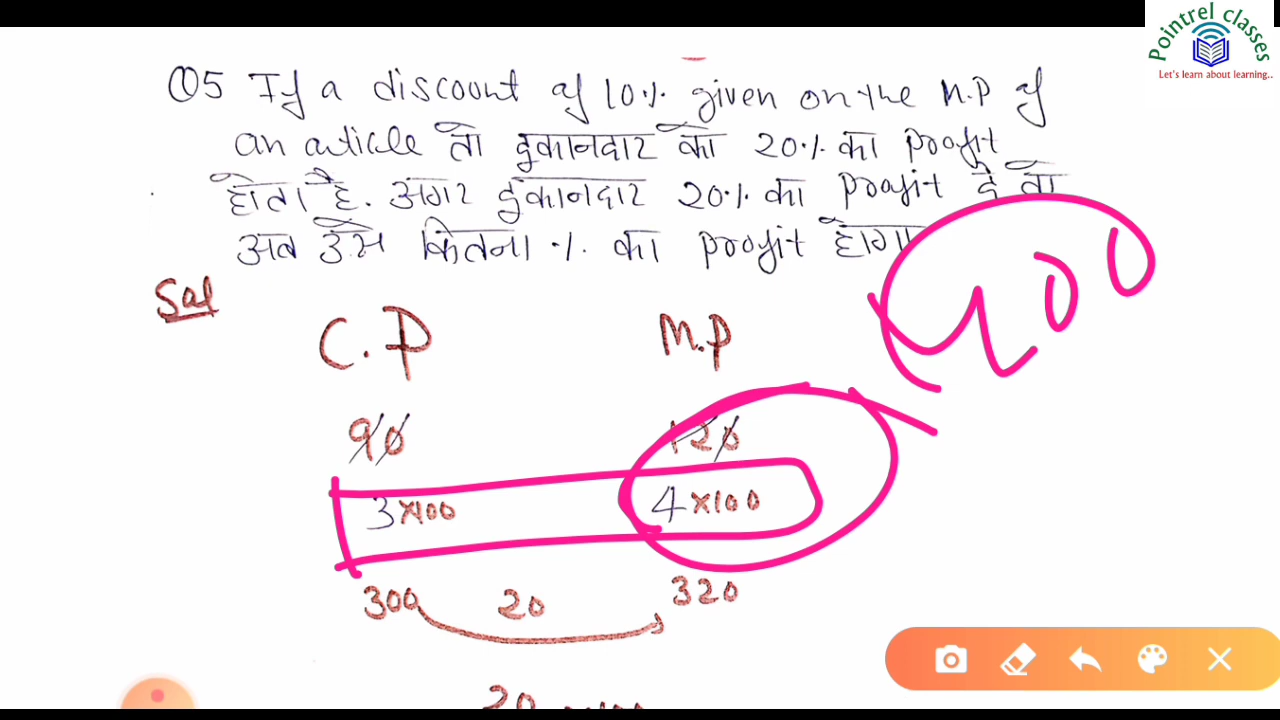 Pointrel classes
Let's learn about learning..
Q5 If a discount of 10% given on the M.P of
an article तो दुकानदार को 20% का profit
होता है. अगर दुकानदार 20% का profit दे तो
अब उसे कितना % का profit होगा
Sol
400
C.P M.P
90 120
3×100 4×100
300 20 320